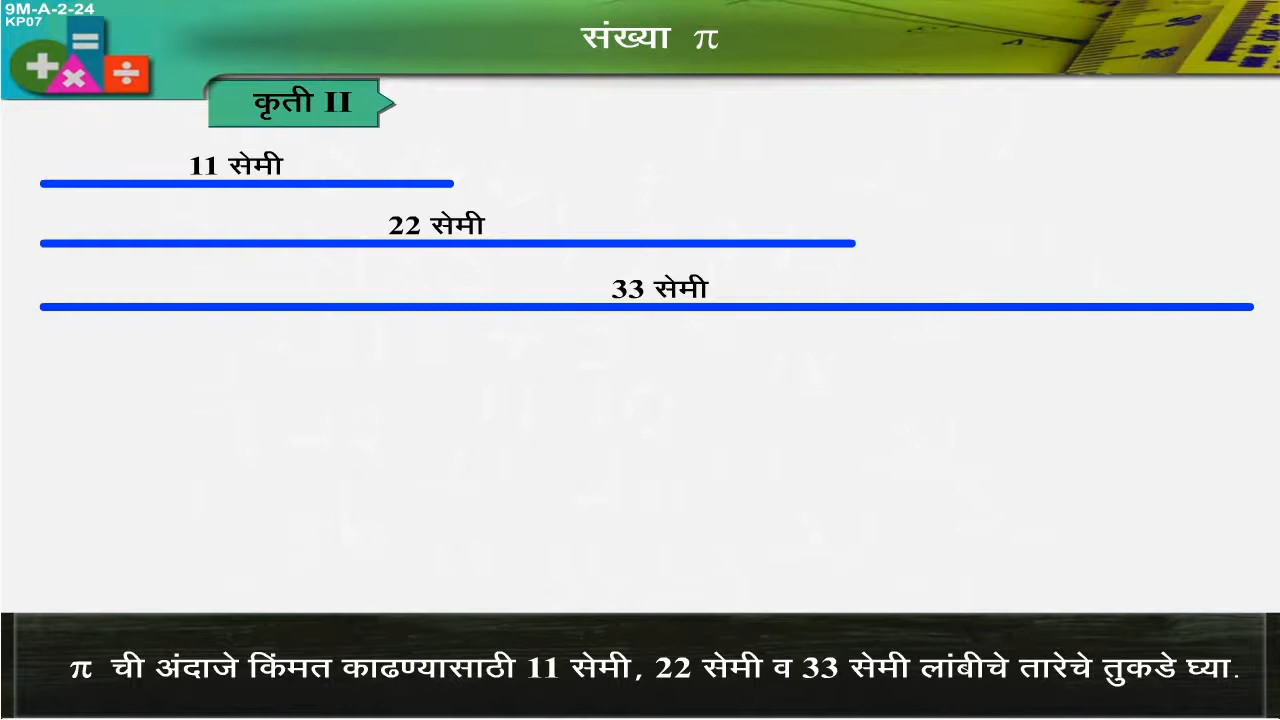 9M-A-2-24
KP07
संख्या π
कृती II
11 सेमी
22 सेमी
33 सेमी
π ची अंदाजे किंमत काढण्यासाठी 11 सेमी, 22 सेमी व 33 सेमी लांबीचे तारेचे तुकडे घ्या.